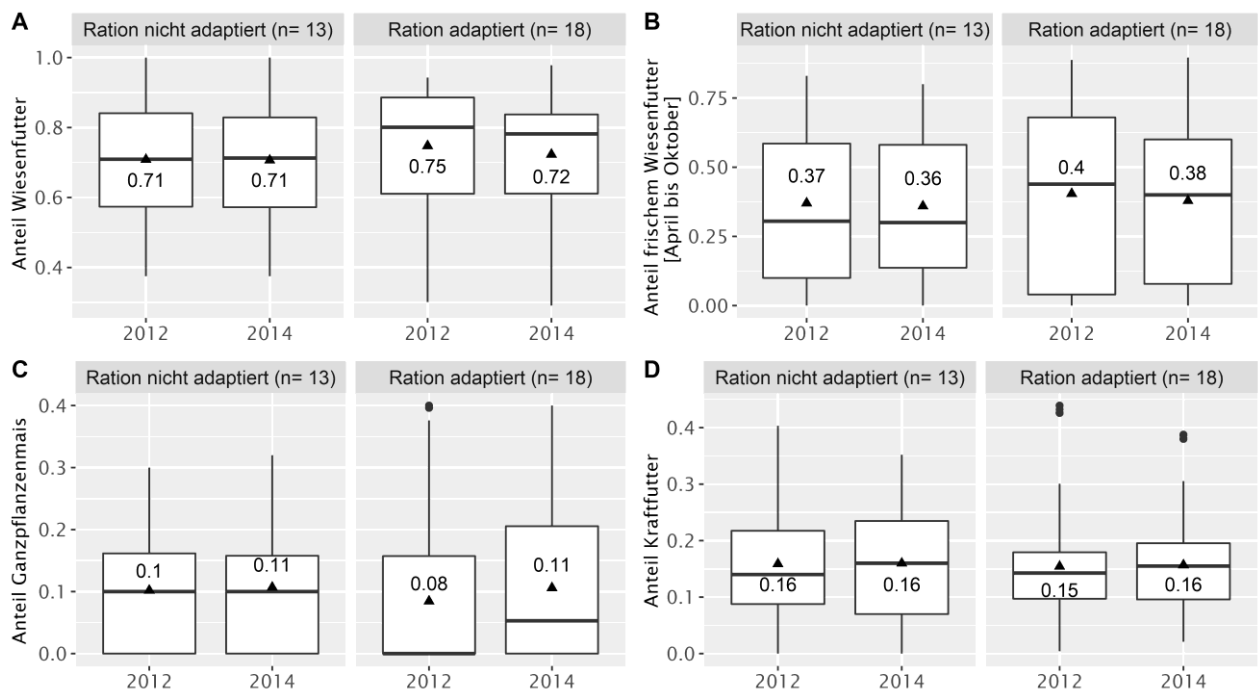 A
Ration nicht adaptiert (n= 13)
Ration adaptiert (n= 18)
Anteil Wiesenfutter
1.0
0.8
0.6
0.4
0.71
0.71
0.75
0.72
2012
2014
2012
2014
B
Ration nicht adaptiert (n= 13)
Ration adaptiert (n= 18)
Anteil frischem Wiesenfutter
[April bis Oktober]
0.75
0.50
0.25
0.00
0.37
0.36
0.4
0.38
2012
2014
2012
2014
C
Ration nicht adaptiert (n= 13)
Ration adaptiert (n= 18)
Anteil Ganzpflanzenmais
0.4
0.3
0.2
0.1
0.0
0.1
0.11
0.08
0.11
2012
2014
2012
2014
D
Ration nicht adaptiert (n= 13)
Ration adaptiert (n= 18)
Anteil Kraftfutter
0.4
0.3
0.2
0.1
0.0
0.16
0.16
0.15
0.16
2012
2014
2012
2014